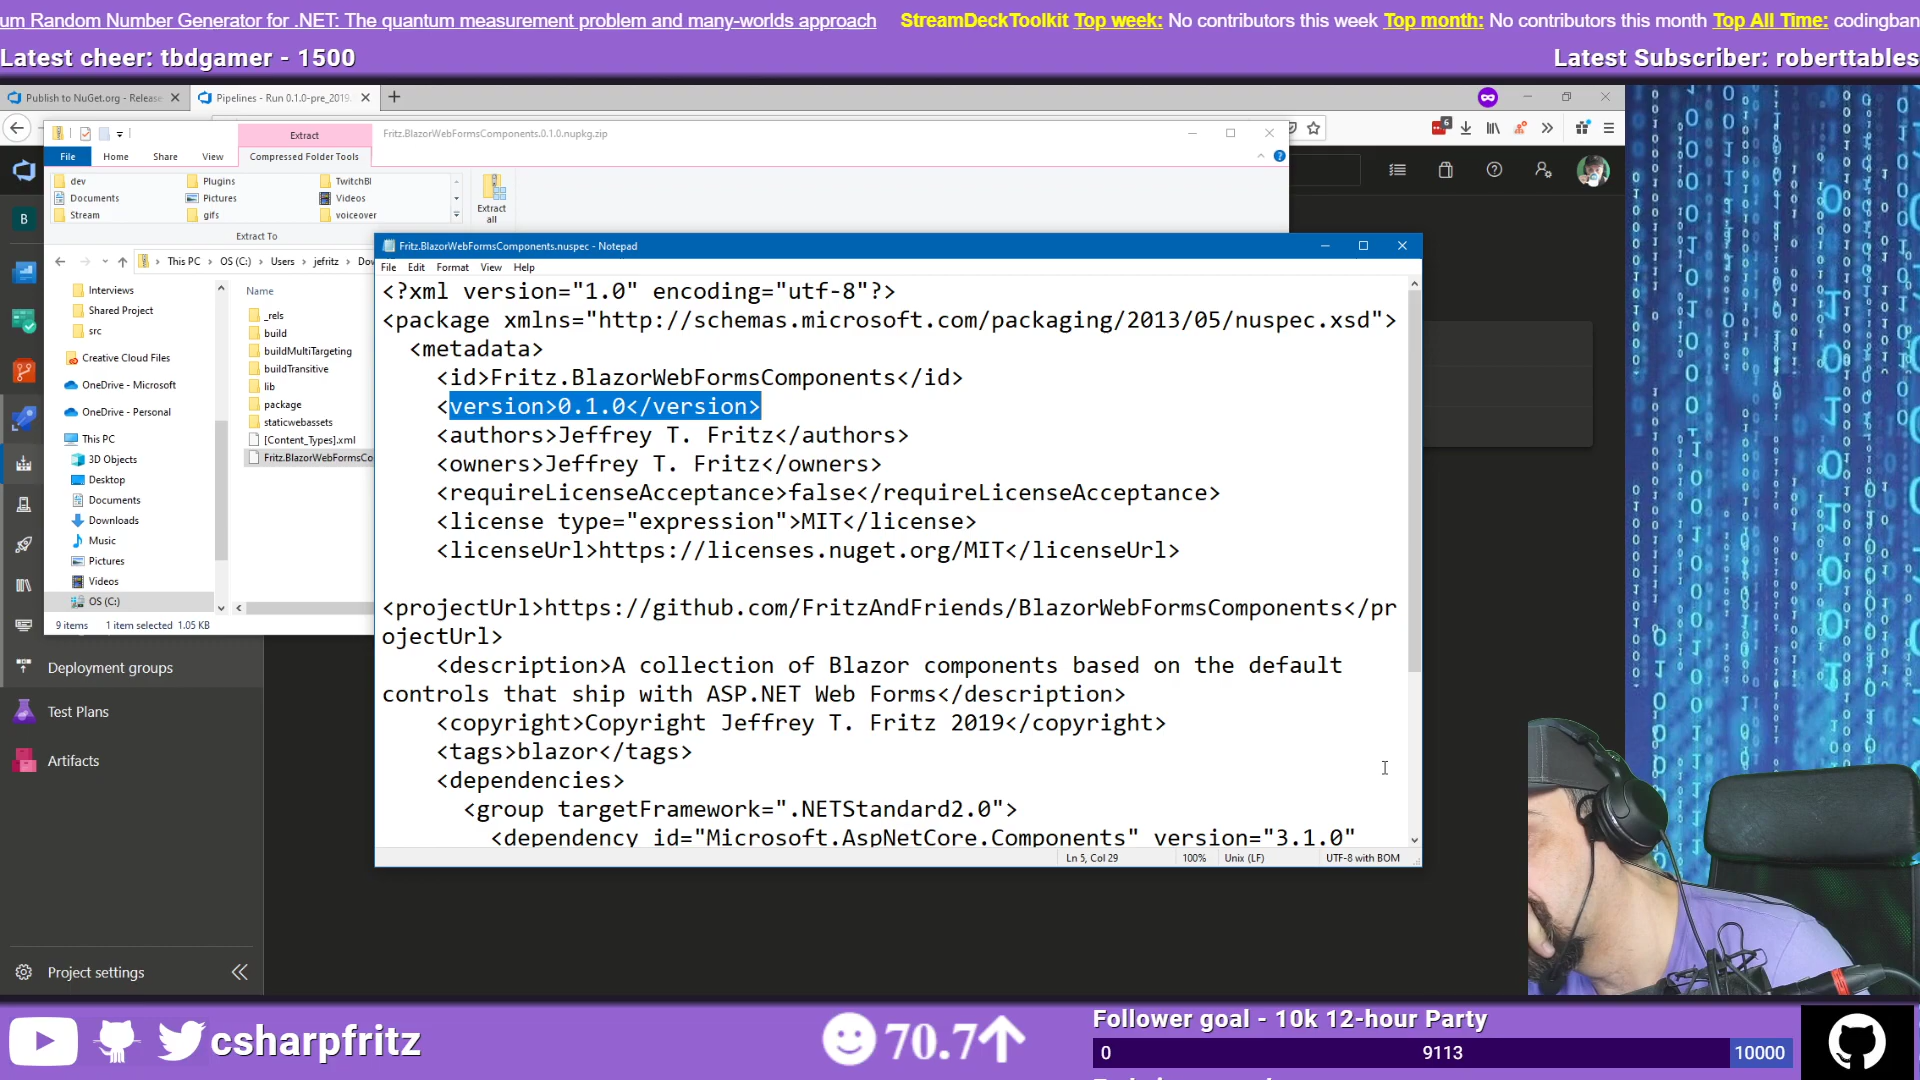 um Random Number Generator for .NET: The quantum measurement problem and many-worlds approach StreamDeckToolkit Top week: No contributors this week Top month: No contributors this month Top All Time: codingban
Latest cheer: tbdgamer - 1500
Latest Subscriber: roberttables
Publish to NuGet.org - Release
Pipelines - Run 0.1.0-pre_2019.
Extract
Fritz.BlazorWebFormsComponents.0.1.0.nupkg.zip
File Home Share View Compressed Folder Tools
6
dev Plugins TwitchBI
Documents Pictures Videos
Stream gifs voiceover
Extract all
Extract To
This PC > OS (C:) > Users > jefritz > Dow
Interviews
Shared Project
src
Creative Cloud Files
OneDrive - Microsoft
OneDrive - Personal
This PC
3D Objects
Desktop
Documents
Downloads
Music
Pictures
Videos
OS (C:)
Name
_rels
build
buildMultiTargeting
buildTransitive
lib
package
staticwebassets
[Content_Types].xml
Fritz.BlazorWebFormsCo
9 items 1 item selected 1.05 KB
B
Deployment groups
Test Plans
Artifacts
Project settings
Fritz.BlazorWebFormsComponents.nuspec - Notepad
File Edit Format View Help
<?xml version="1.0" encoding="utf-8"?>
<package xmlns="http://schemas.microsoft.com/packaging/2013/05/nuspec.xsd">
<metadata>
<id>Fritz.BlazorWebFormsComponents</id>
<version>0.1.0</version>
<authors>Jeffrey T. Fritz</authors>
<owners>Jeffrey T. Fritz</owners>
<requireLicenseAcceptance>false</requireLicenseAcceptance>
<license type="expression">MIT</license>
<licenseUrl>https://licenses.nuget.org/MIT</licenseUrl>
<projectUrl>https://github.com/FritzAndFriends/BlazorWebFormsComponents</pr
ojectUrl>
<description>A collection of Blazor components based on the default
controls that ship with ASP.NET Web Forms</description>
<copyright>Copyright Jeffrey T. Fritz 2019</copyright>
<tags>blazor</tags>
<dependencies>
<group targetFramework=".NETStandard2.0">
<dependency id="Microsoft.AspNetCore.Components" version="3.1.0"
Ln 5, Col 29 100% Unix (LF) UTF-8 with BOM
csharpfritz
70.7
Follower goal - 10k 12-hour Party
0 9113 10000